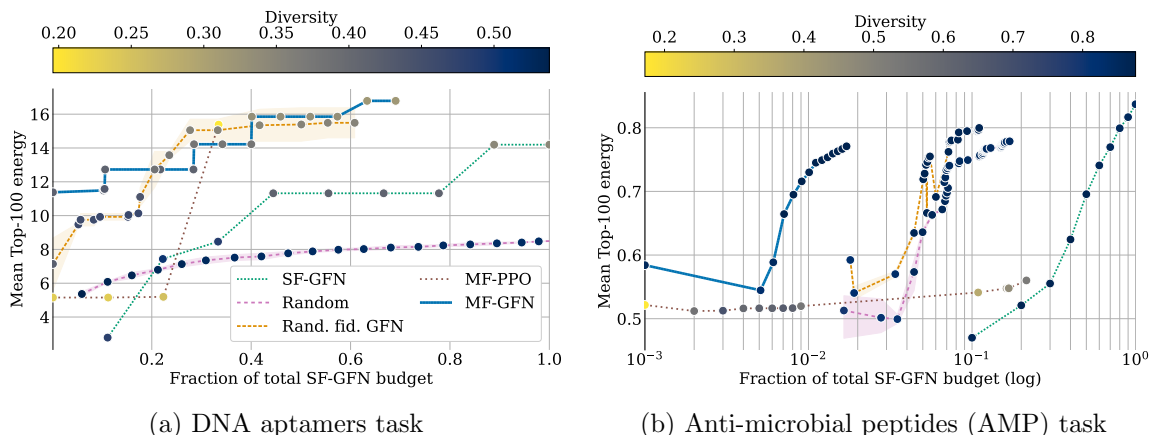 Diversity
0.20 0.25 0.30 0.35 0.40 0.45 0.50
Mean Top-100 energy
16
14
12
10
8
6
4
SF-GFN
Random
Rand. fid. GFN
MF-PPO
MF-GFN
0.2 0.4 0.6 0.8 1.0
Fraction of total SF-GFN budget
(a) DNA aptamers task
Diversity
0.2 0.3 0.4 0.5 0.6 0.7 0.8
Mean Top-100 energy
0.8
0.7
0.6
0.5
10⁻³ 10⁻² 10⁻¹ 10⁰
Fraction of total SF-GFN budget (log)
(b) Anti-microbial peptides (AMP) task